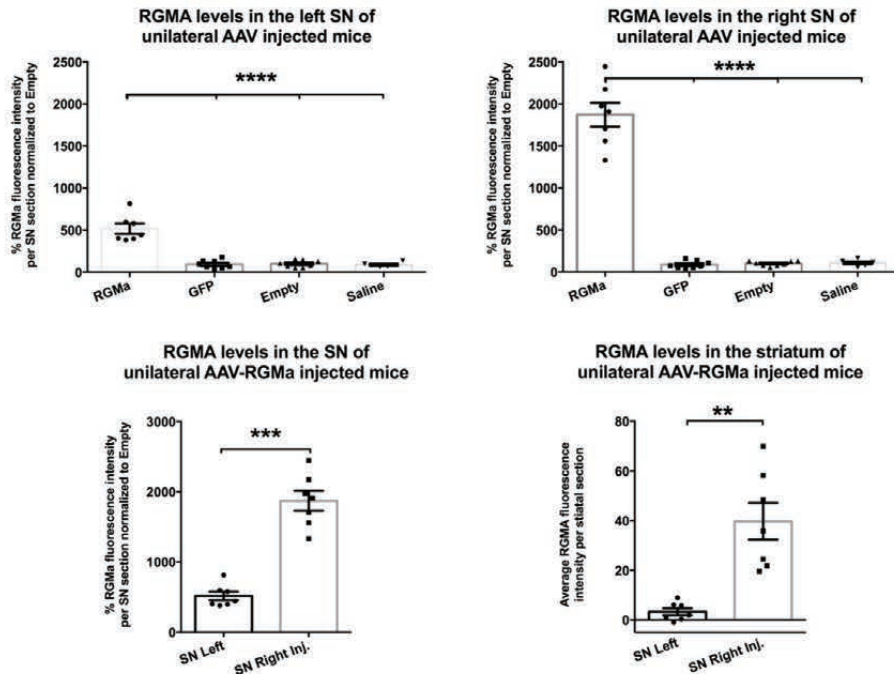 RGMA levels in the left SN of
unilateral AAV injected mice
% RGMa fluorescence intensity
per SN section normalized to Empty
2500
2000
1500
1000
500
0
****
RGMa
GFP
Empty
Saline
RGMA levels in the right SN of
unilateral AAV injected mice
% RGMa fluorescence intensity
per SN section normalized to Empty
2500
2000
1500
1000
500
0
****
RGMa
GFP
Empty
Saline
RGMA levels in the SN of
unilateral AAV-RGMa injected mice
% RGMa fluorescence intensity
per SN section normalized to Empty
3000
2000
1000
0
***
SN Left
SN Right Inj.
RGMA levels in the striatum of
unilateral AAV-RGMa injected mice
Average RGMA fluorescence
intensity per stiatal section
80
60
40
20
0
**
SN Left
SN Right Inj.